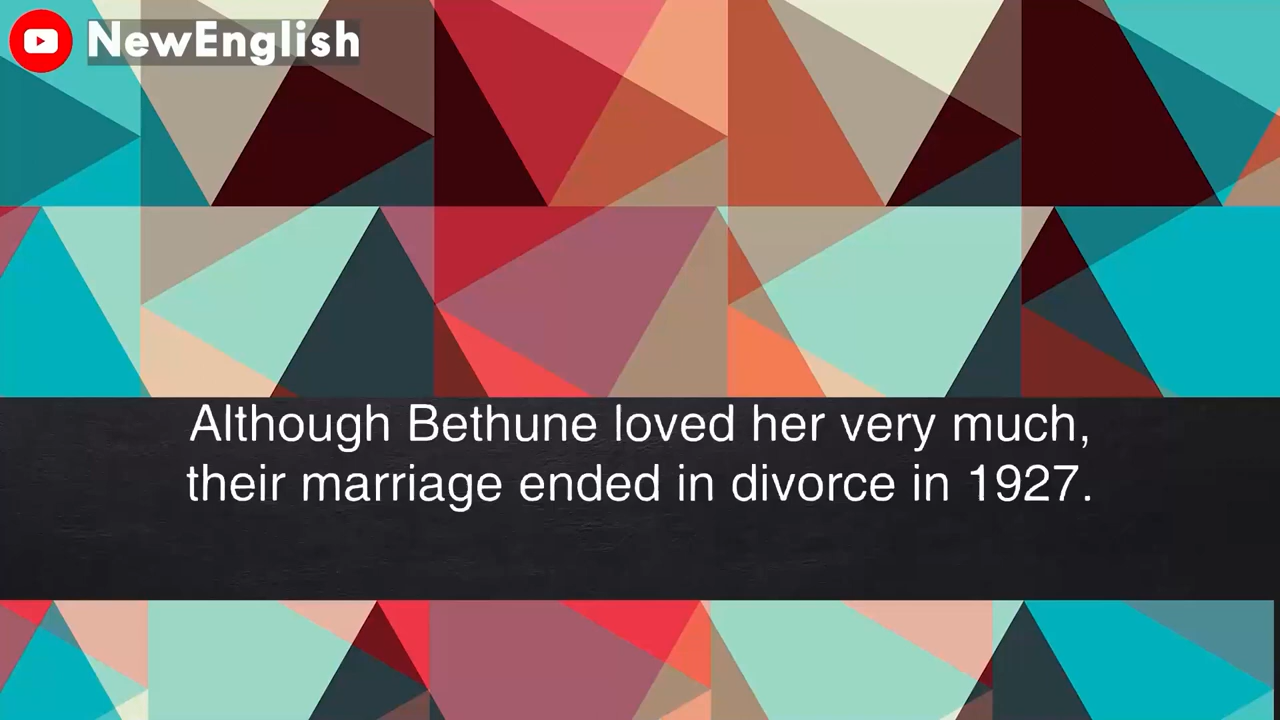 NewEnglish
Although Bethune loved her very much,
their marriage ended in divorce in 1927.